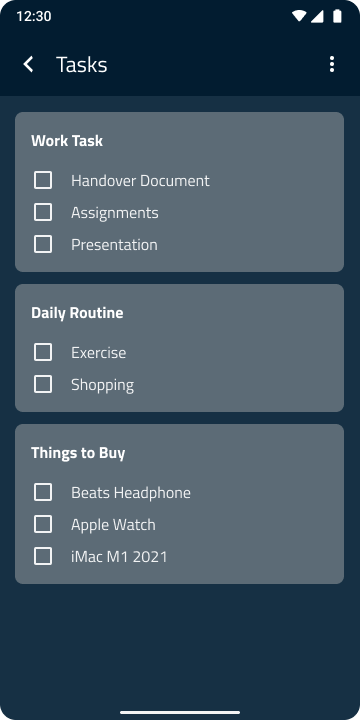 12:30
Tasks
Work Task
Handover Document
Assignments
Presentation
Daily Routine
Exercise
Shopping
Things to Buy
Beats Headphone
Apple Watch
iMac M1 2021